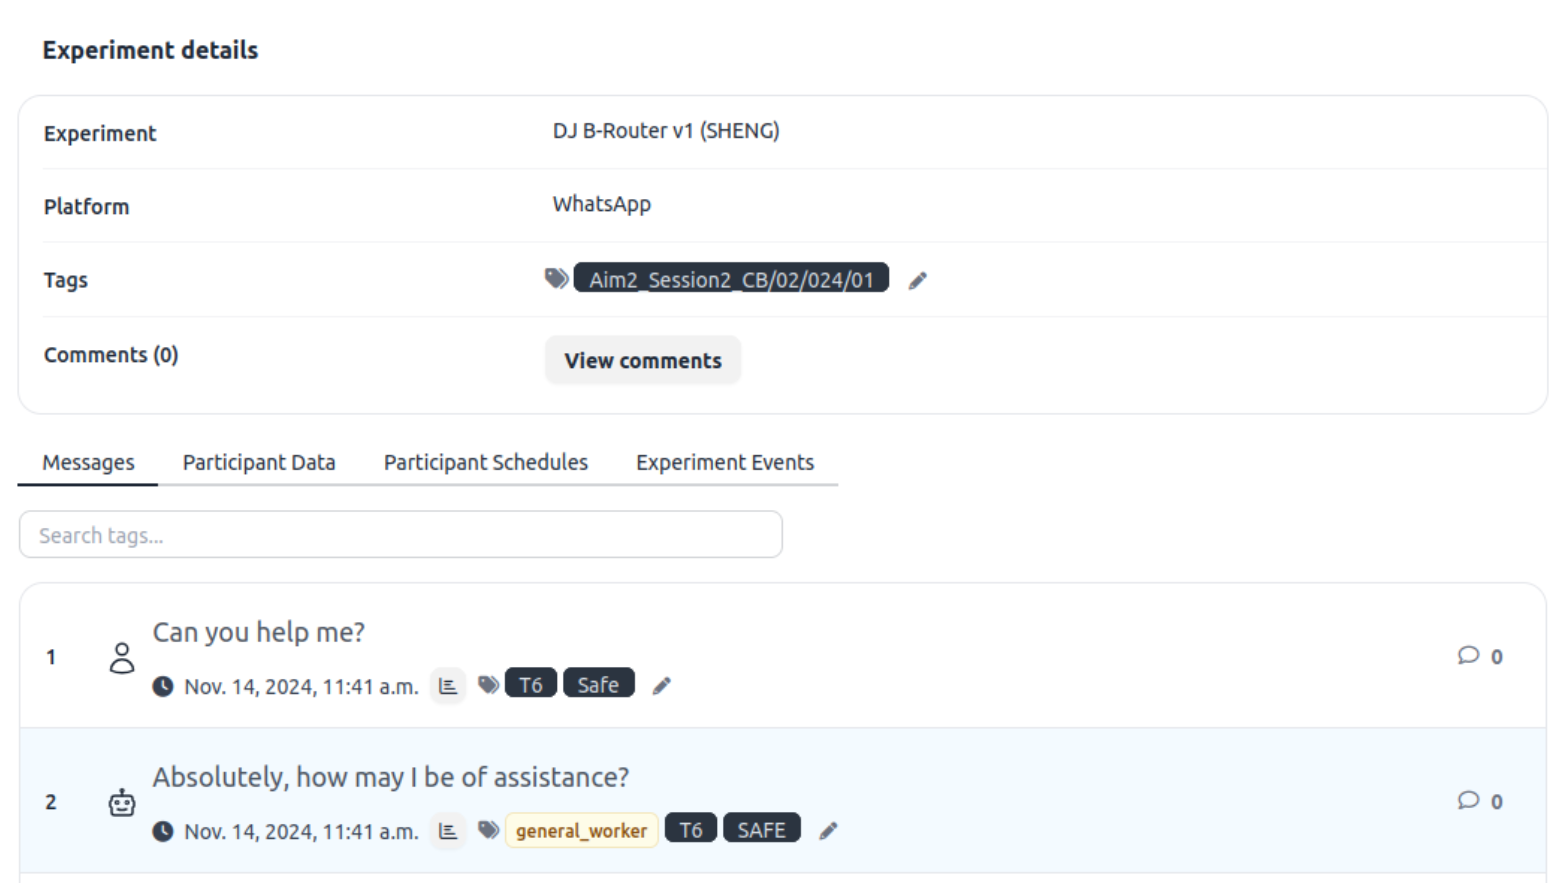 Experiment details
Experiment DJ B-Router v1 (SHENG)
Platform WhatsApp
Tags Aim2_Session2_CB/02/024/01
Comments (0) View comments
Messages Participant Data Participant Schedules Experiment Events
Search tags...
Can you help me?
1 0
Nov. 14, 2024, 11:41 a.m. T6 Safe
Absolutely, how may I be of assistance?
2 0
Nov. 14, 2024, 11:41 a.m. general_worker T6 SAFE